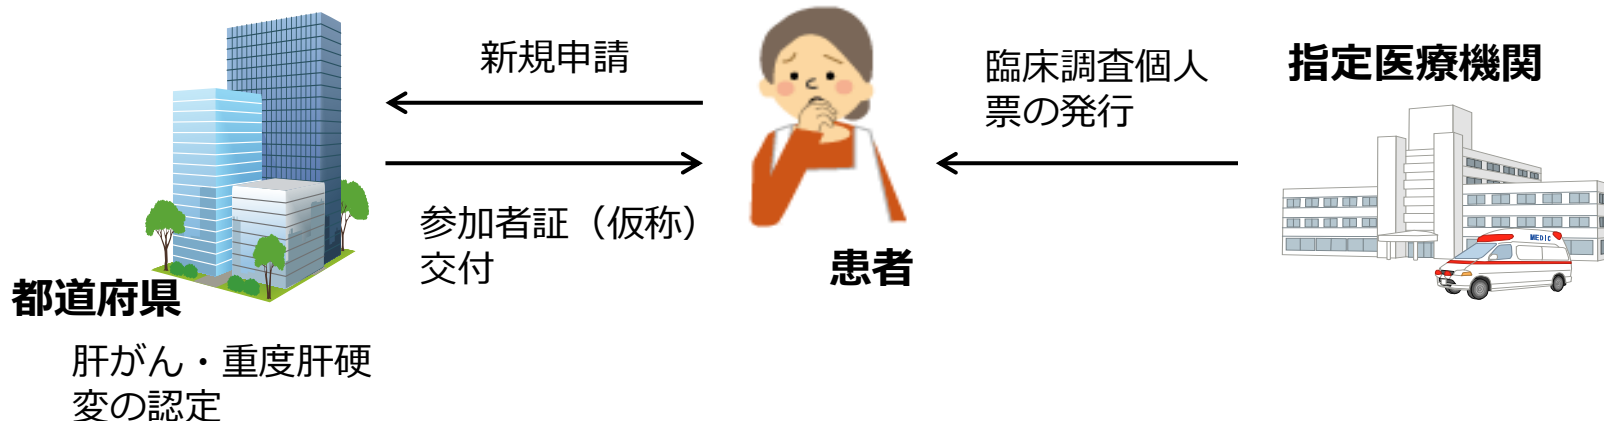 新規申請
参加者証（仮称）
交付
都道府県
肝がん・重度肝硬
変の認定
患者
臨床調査個人
票の発行
指定医療機関
MEDIC